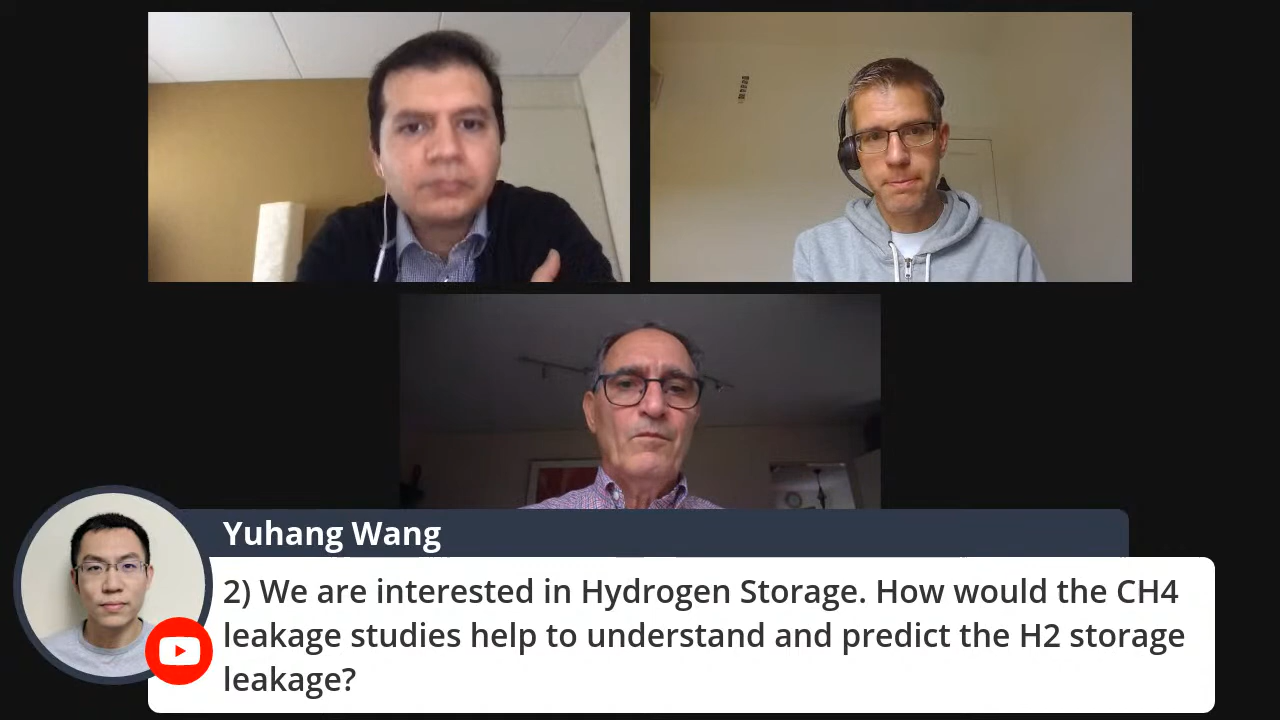 Yuhang Wang
2) We are interested in Hydrogen Storage. How would the CH4
leakage studies help to understand and predict the H2 storage
leakage?